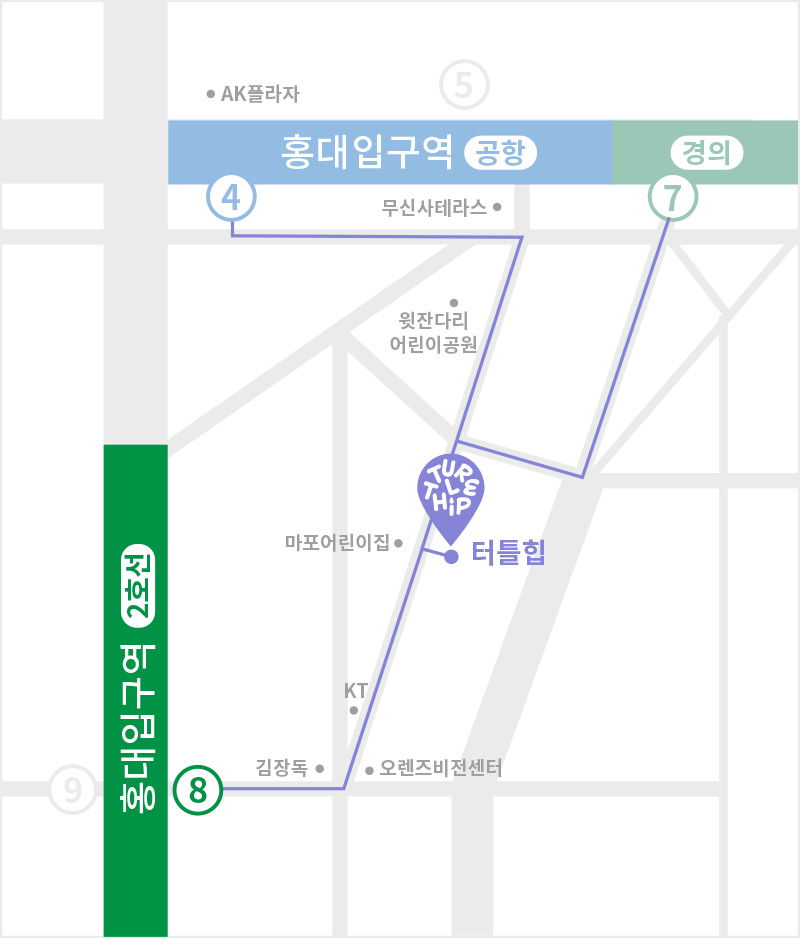 5
AK플라자
홍대입구역 공항
경의
4
7
무신사테라스
윗잔다리
어린이공원
TURTLE
HIP
마포어린이집
터틀힙
홍대입구역 2호선
KT
김장독
오렌즈비전센터
9
8